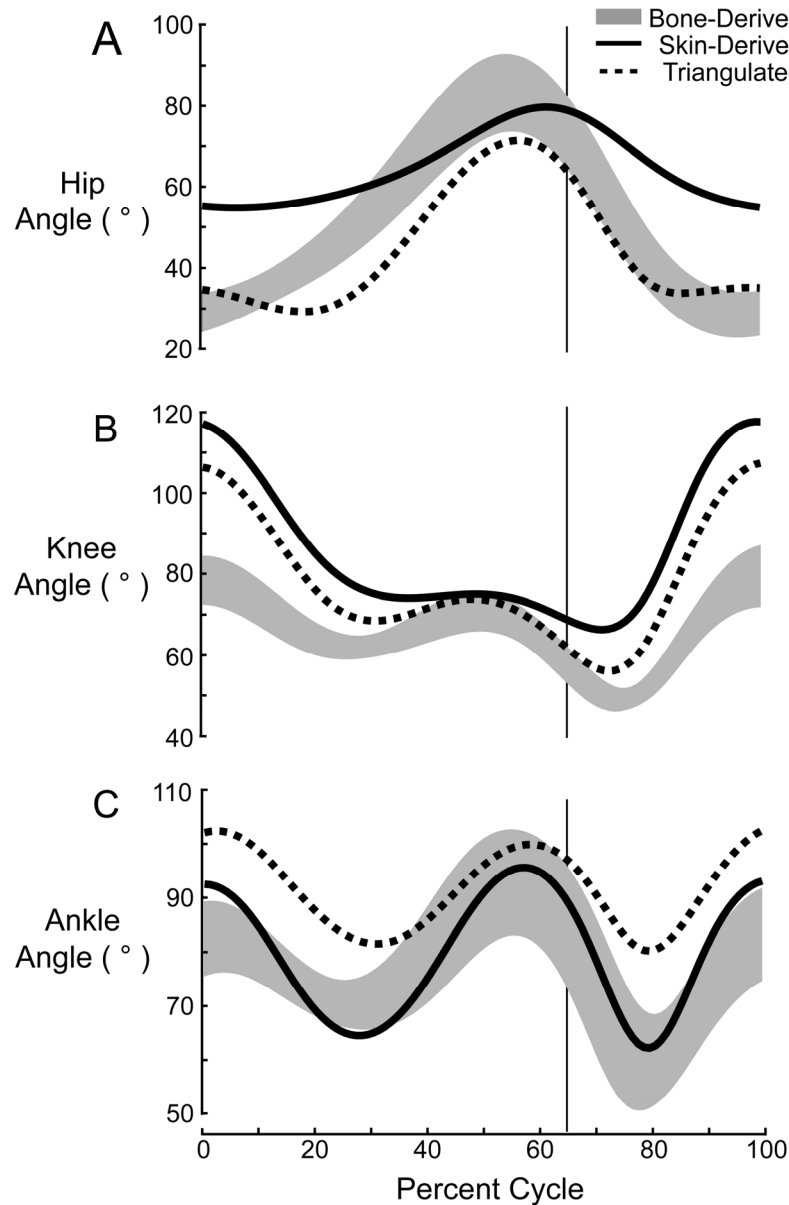 Bone-Derive
Skin-Derive
Triangulate
A
100
80
60
40
20
Hip
Angle ( ° )
B
120
100
80
60
40
Knee
Angle ( ° )
C
110
90
70
50
Ankle
Angle ( ° )
0 20 40 60 80 100
Percent Cycle